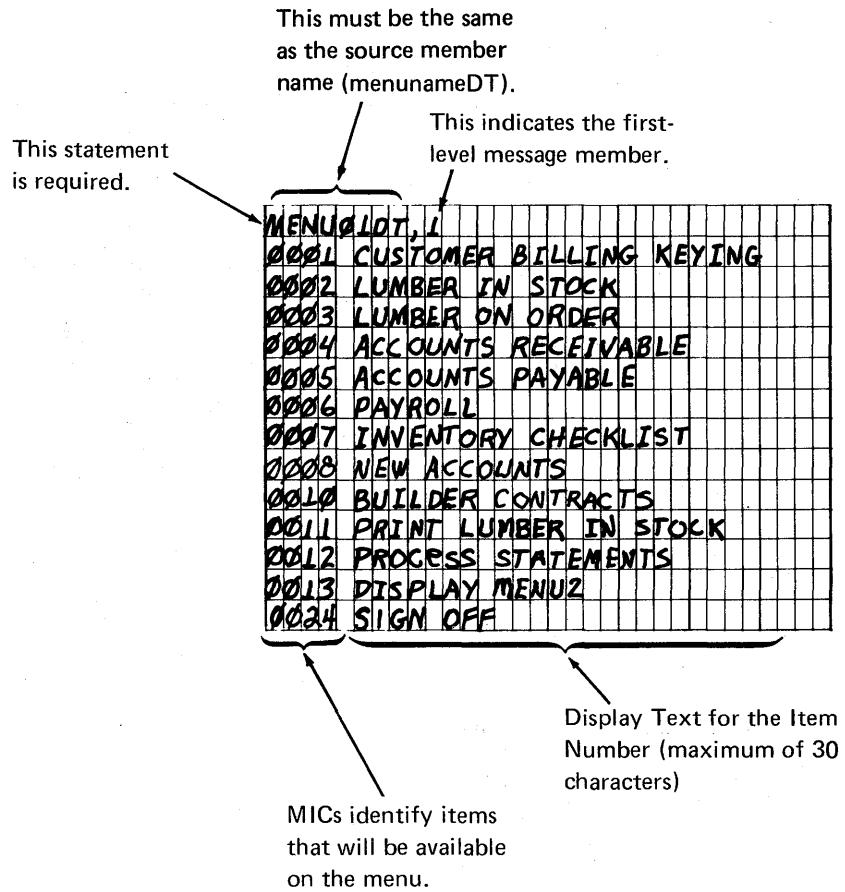 This must be the same
as the source member
name (menunameDT).
This indicates the first-
level message member.
This statement
is required.
MENU01DT,1
0001 CUSTOMER BILLING KEYING
0002 LUMBER IN STOCK
0003 LUMBER ON ORDER
0004 ACCOUNTS RECEIVABLE
0005 ACCOUNTS PAYABLE
0006 PAYROLL
0007 INVENTORY CHECKLIST
0008 NEW ACCOUNTS
0010 BUILDER CONTRACTS
0011 PRINT LUMBER IN STOCK
0012 PROCeSS STATEMENTS
0013 DISPLAY MENU2
0024 SIGN OFF
Display Text for the Item
Number (maximum of 30
characters)
MICs identify items
that will be available
on the menu.